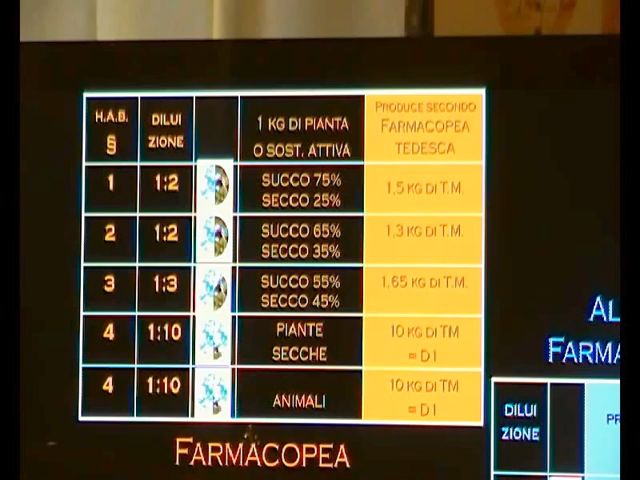 H.A.B.
§
DILUI
ZIONE
1 KG DI PIANTA
O SOST. ATTIVA
PRODUCE SECONDO
FARMACOPEA
TEDESCA
1
1:2
SUCCO 75%
SECCO 25%
1,5 KG DI T.M.
2
1:2
SUCCO 65%
SECCO 35%
1,3 KG DI T.M.
3
1:3
SUCCO 55%
SECCO 45%
1,65 KG DI T.M.
4
1:10
PIANTE
SECCHE
10 KG DI TM
= D1
4
1:10
ANIMALI
10 KG DI TM
= D1
FARMACOPEA
AL
FARMA
DILUI
ZIONE
PR